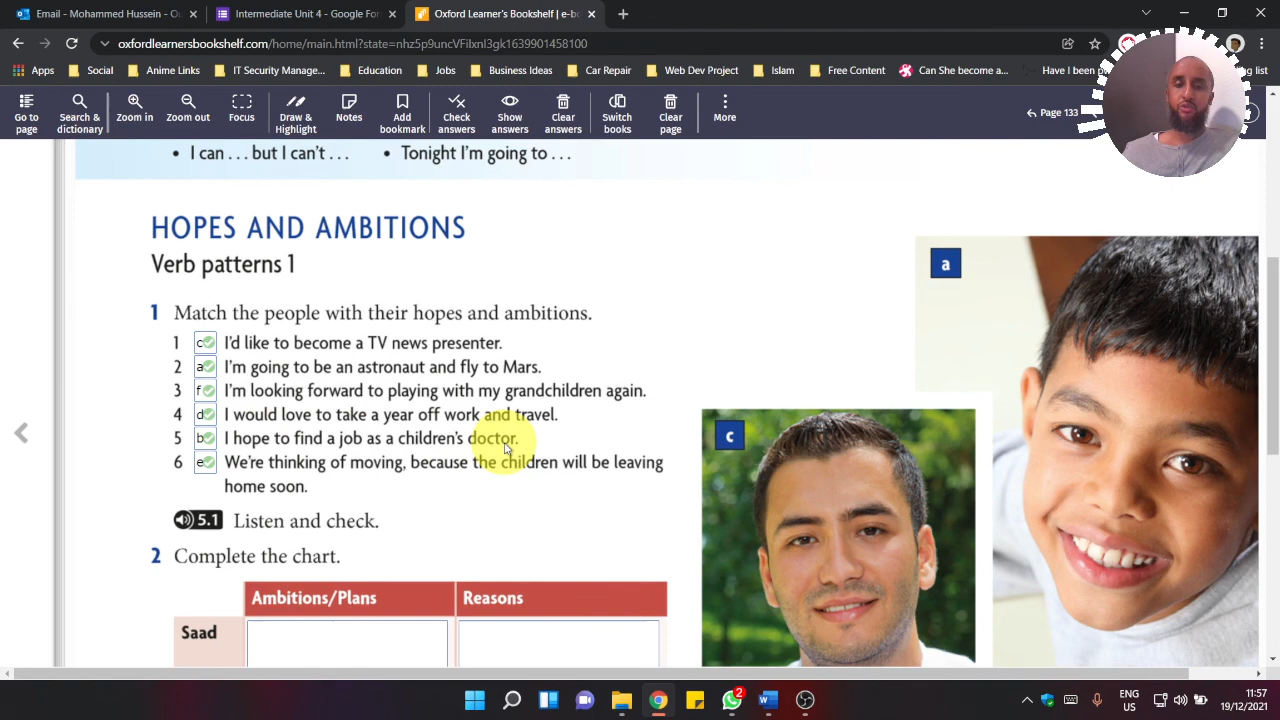 Email - Mohammed Hussein - Ou
Intermediate Unit 4 - Google For
Oxford Learner's Bookshelf | e-bo
oxfordlearnersbookshelf.com/home/main.html?state=nhz5p9uncVFilxnI3gk1639901458100
Apps
Social
Anime Links
IT Security Manage...
Education
Jobs
Business Ideas
Car Repair
Web Dev Project
Islam
Free Content
Can She become a...
Have I been p
ing list
Go to page
Search & dictionary
Zoom in
Zoom out
Focus
Draw & Highlight
Notes
Add bookmark
Check answers
Show answers
Clear answers
Switch books
Clear page
More
Page 133
• I can . . . but I can't . . .
• Tonight I'm going to . . .
HOPES AND AMBITIONS
Verb patterns 1
1 Match the people with their hopes and ambitions.
1 c I'd like to become a TV news presenter.
2 a I'm going to be an astronaut and fly to Mars.
3 f I'm looking forward to playing with my grandchildren again.
4 d I would love to take a year off work and travel.
5 b I hope to find a job as a children's doctor.
6 e We're thinking of moving, because the children will be leaving
home soon.
5.1 Listen and check.
2 Complete the chart.
Ambitions/Plans
Reasons
Saad
a
c
2
ENG
US
11:57
19/12/2021